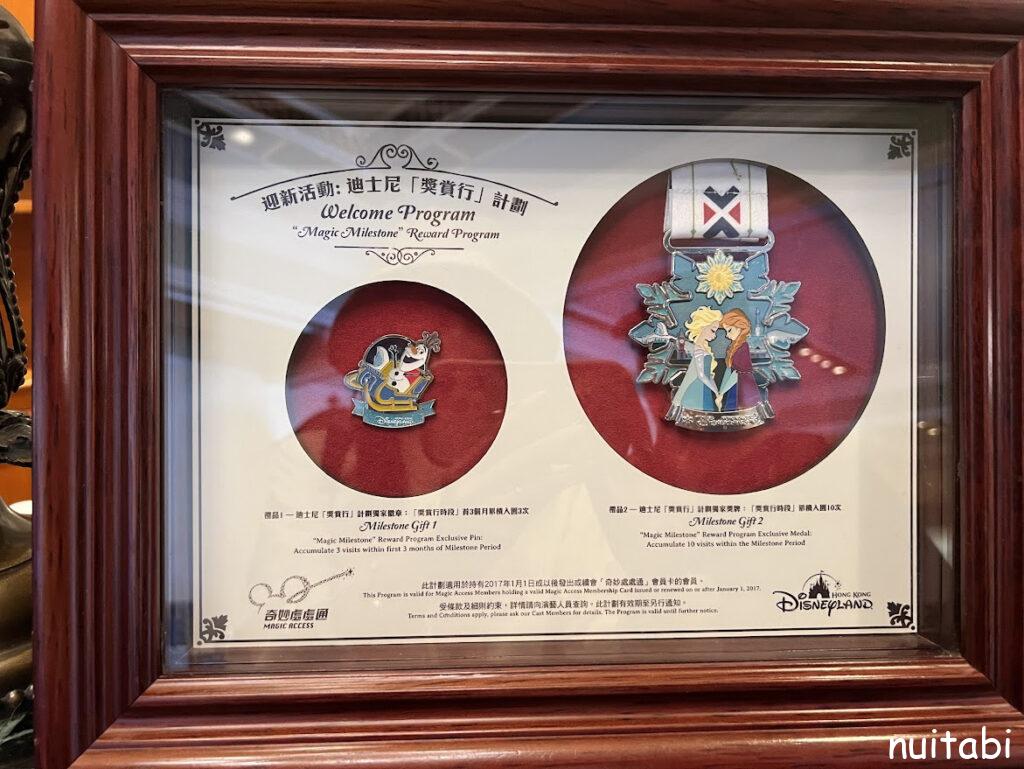 迎新活動: 迪士尼「獎賞行」計劃
Welcome Program
“Magic Milestone” Reward Program
禮品1 — 迪士尼「獎賞行」計劃獨家徽章：「獎賞行時段」首3個月累積入園3次
Milestone Gift 1
“Magic Milestone” Reward Program Exclusive Pin:
Accumulate 3 visits within first 3 months of Milestone Period
禮品2 — 迪士尼「獎賞行」計劃獨家獎牌：「獎賞行時段」累積入園10次
Milestone Gift 2
“Magic Milestone” Reward Program Exclusive Medal:
Accumulate 10 visits within the Milestone Period
奇妙處處通
MAGIC ACCESS
此計劃適用於持有2017年1月1日或以後發出或續會「奇妙處處通」會員卡的會員。
This Program is valid for Magic Access Members holding a valid Magic Access Membership Card issued or renewed on or after January 1, 2017.
受條款及細則約束。詳情請向演藝人員查詢。此計劃有效期至另行通知。
Terms and Conditions apply, please ask our Cast Members for details. The Program is valid until further notice.
HONG KONG
DISNEYLAND
nuitabi